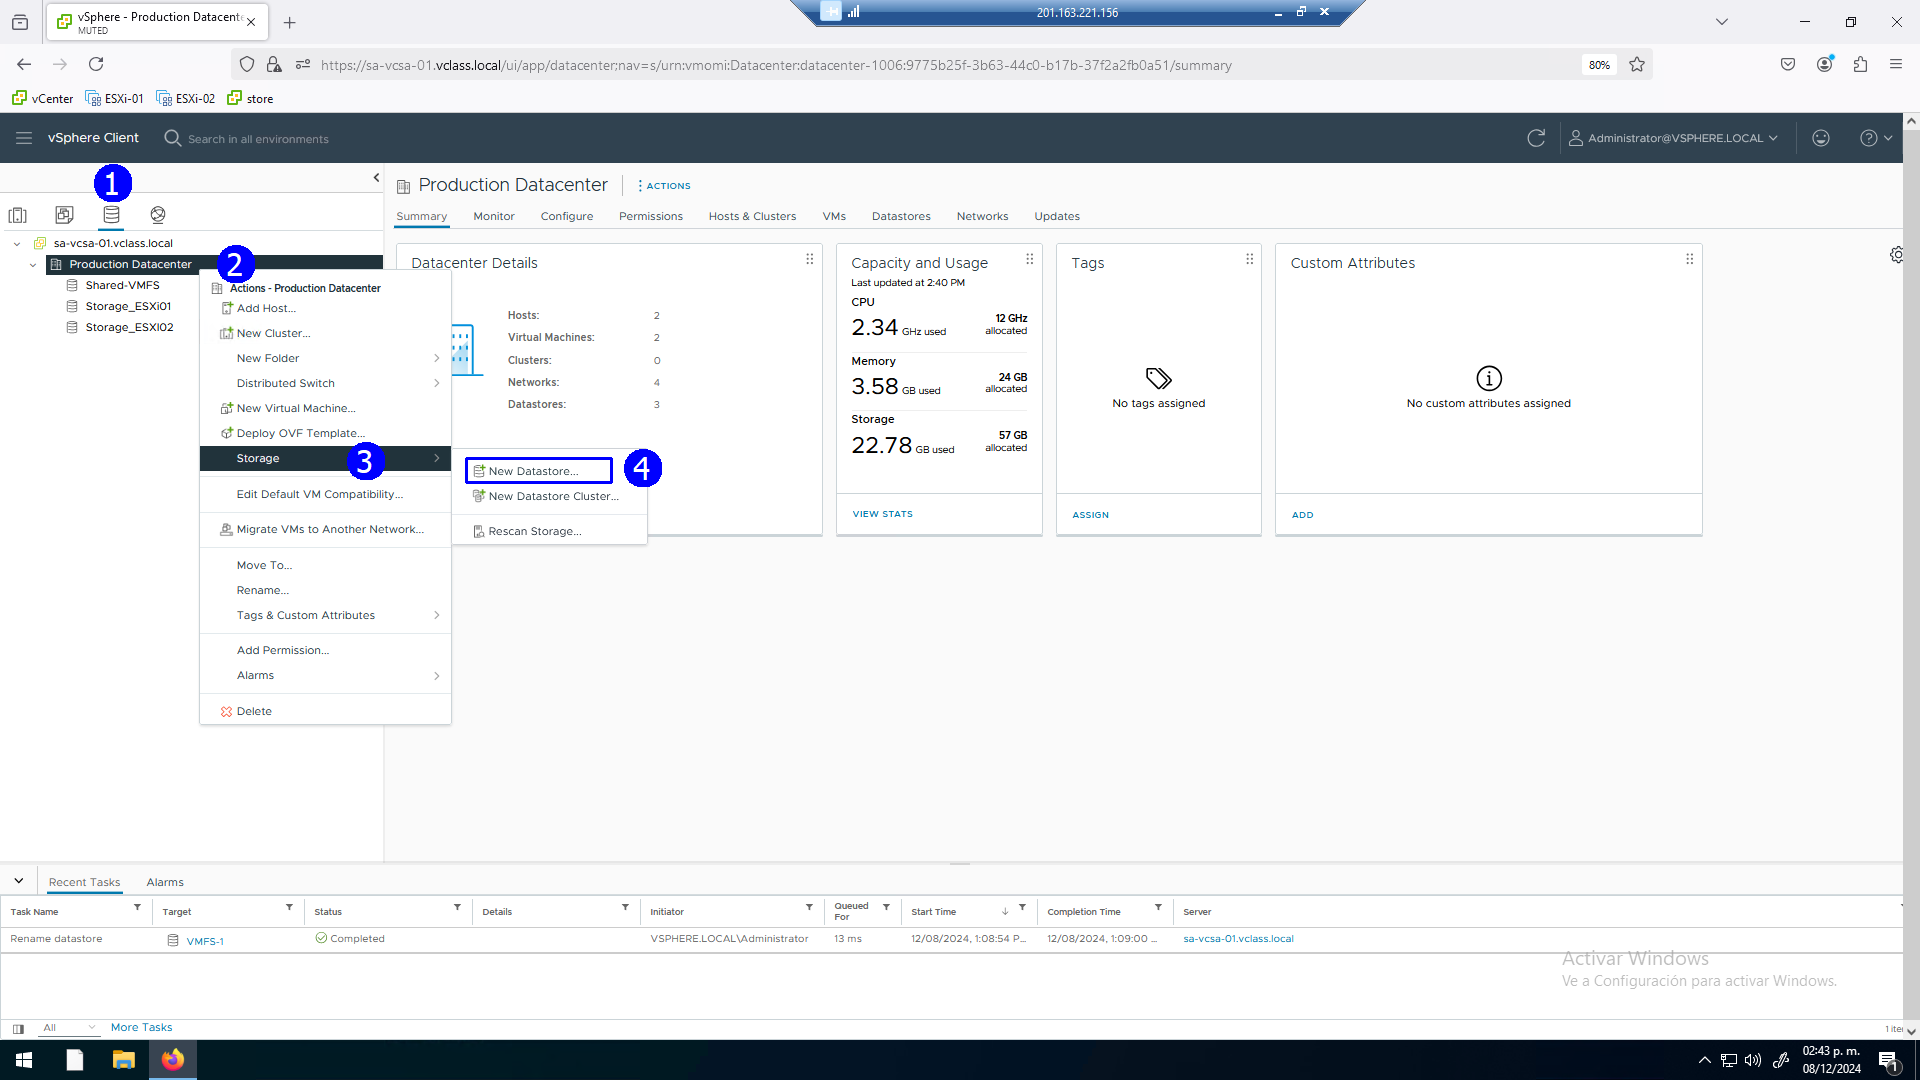 vSphere - Production Datacente
MUTED
201.163.221.156
https://sa-vcsa-01.vclass.local/ui/app/datacenter;nav=s/urn:vmomi:Datacenter:datacenter-1006:9775b25f-3b63-44c0-b17b-37f2a2fb0a51/summary
80%
vCenter
ESXi-01
ESXi-02
store
vSphere Client
Search in all environments
Administrator@VSPHERE.LOCAL
1
Production Datacenter
ACTIONS
Summary
Monitor
Configure
Permissions
Hosts & Clusters
VMs
Datastores
Networks
Updates
sa-vcsa-01.vclass.local
Production Datacenter
2
Shared-VMFS
Storage_ESXi01
Storage_ESXI02
Actions - Production Datacenter
Add Host...
New Cluster...
New Folder
Distributed Switch
New Virtual Machine...
Deploy OVF Template...
Storage
3
Edit Default VM Compatibility...
Migrate VMs to Another Network...
Move To...
Rename...
Tags & Custom Attributes
Add Permission...
Alarms
Delete
New Datastore...
4
New Datastore Cluster...
Rescan Storage...
Datacenter Details
Hosts: 2
Virtual Machines: 2
Clusters: 0
Networks: 4
Datastores: 3
Capacity and Usage
Last updated at 2:40 PM
CPU
2.34 GHz used
12 GHz
allocated
Memory
3.58 GB used
24 GB
allocated
Storage
22.78 GB used
57 GB
allocated
VIEW STATS
Tags
No tags assigned
ASSIGN
Custom Attributes
No custom attributes assigned
ADD
Recent Tasks
Alarms
Task Name
Target
Status
Details
Initiator
Queued
For
Start Time
Completion Time
Server
Rename datastore
VMFS-1
Completed
VSPHERE.LOCAL\Administrator
13 ms
12/08/2024, 1:08:54 P...
12/08/2024, 1:09:00 ...
sa-vcsa-01.vclass.local
Activar Windows
Ve a Configuración para activar Windows.
All
More Tasks
1 ite
02:43 p. m.
08/12/2024
1